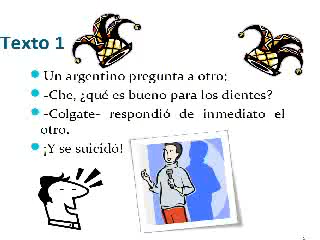 Texto 1
Un argentino pregunta a otro:
-Che, ¿qué es bueno para los dientes?
-Colgate- respondió de inmediato el
otro.
¡Y se suicidó!